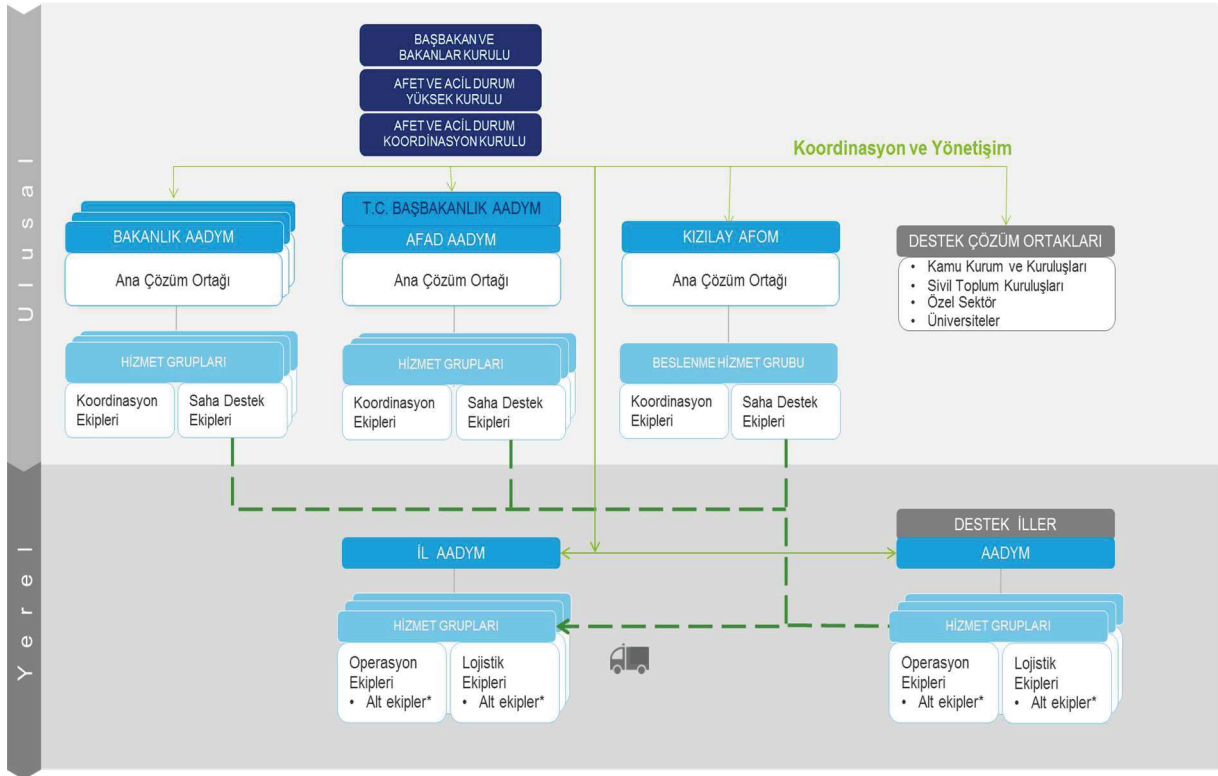 BAŞBAKAN VE
BAKANLAR KURULU
AFET VE ACİL DURUM
YÜKSEK KURULU
AFET VE ACİL DURUM
KOORDİNASYON KURULU
Koordinasyon ve Yönetişim
Ulusal
BAKANLIK AADYM
Ana Çözüm Ortağı
HİZMET GRUPLARI
Koordinasyon
Ekipleri
Saha Destek
Ekipleri
T.C. BAŞBAKANLIK AADYM
AFAD AADYM
Ana Çözüm Ortağı
HİZMET GRUPLARI
Koordinasyon
Ekipleri
Saha Destek
Ekipleri
KIZILAY AFOM
Ana Çözüm Ortağı
BESLENME HİZMET GRUBU
Koordinasyon
Ekipleri
Saha Destek
Ekipleri
DESTEK ÇÖZÜM ORTAKLARI
• Kamu Kurum ve Kuruluşları
• Sivil Toplum Kuruluşları
• Özel Sektör
• Üniversiteler
Yerel
İL AADYM
HİZMET GRUPLARI
Operasyon
Ekipleri
• Alt ekipler*
Lojistik
Ekipleri
• Alt ekipler*
DESTEK İLLER
AADYM
HİZMET GRUPLARI
Operasyon
Ekipleri
• Alt ekipler*
Lojistik
Ekipleri
• Alt ekipler*